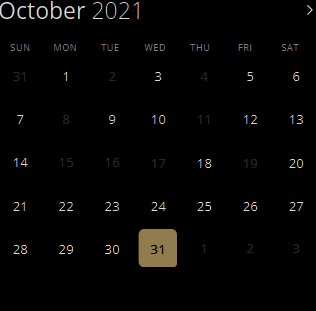 October 2021
SUN MON TUE WED THU FRI SAT
31 1 2 3 4 5 6
7 8 9 10 11 12 13
14 15 16 17 18 19 20
21 22 23 24 25 26 27
28 29 30 31 1 2 3